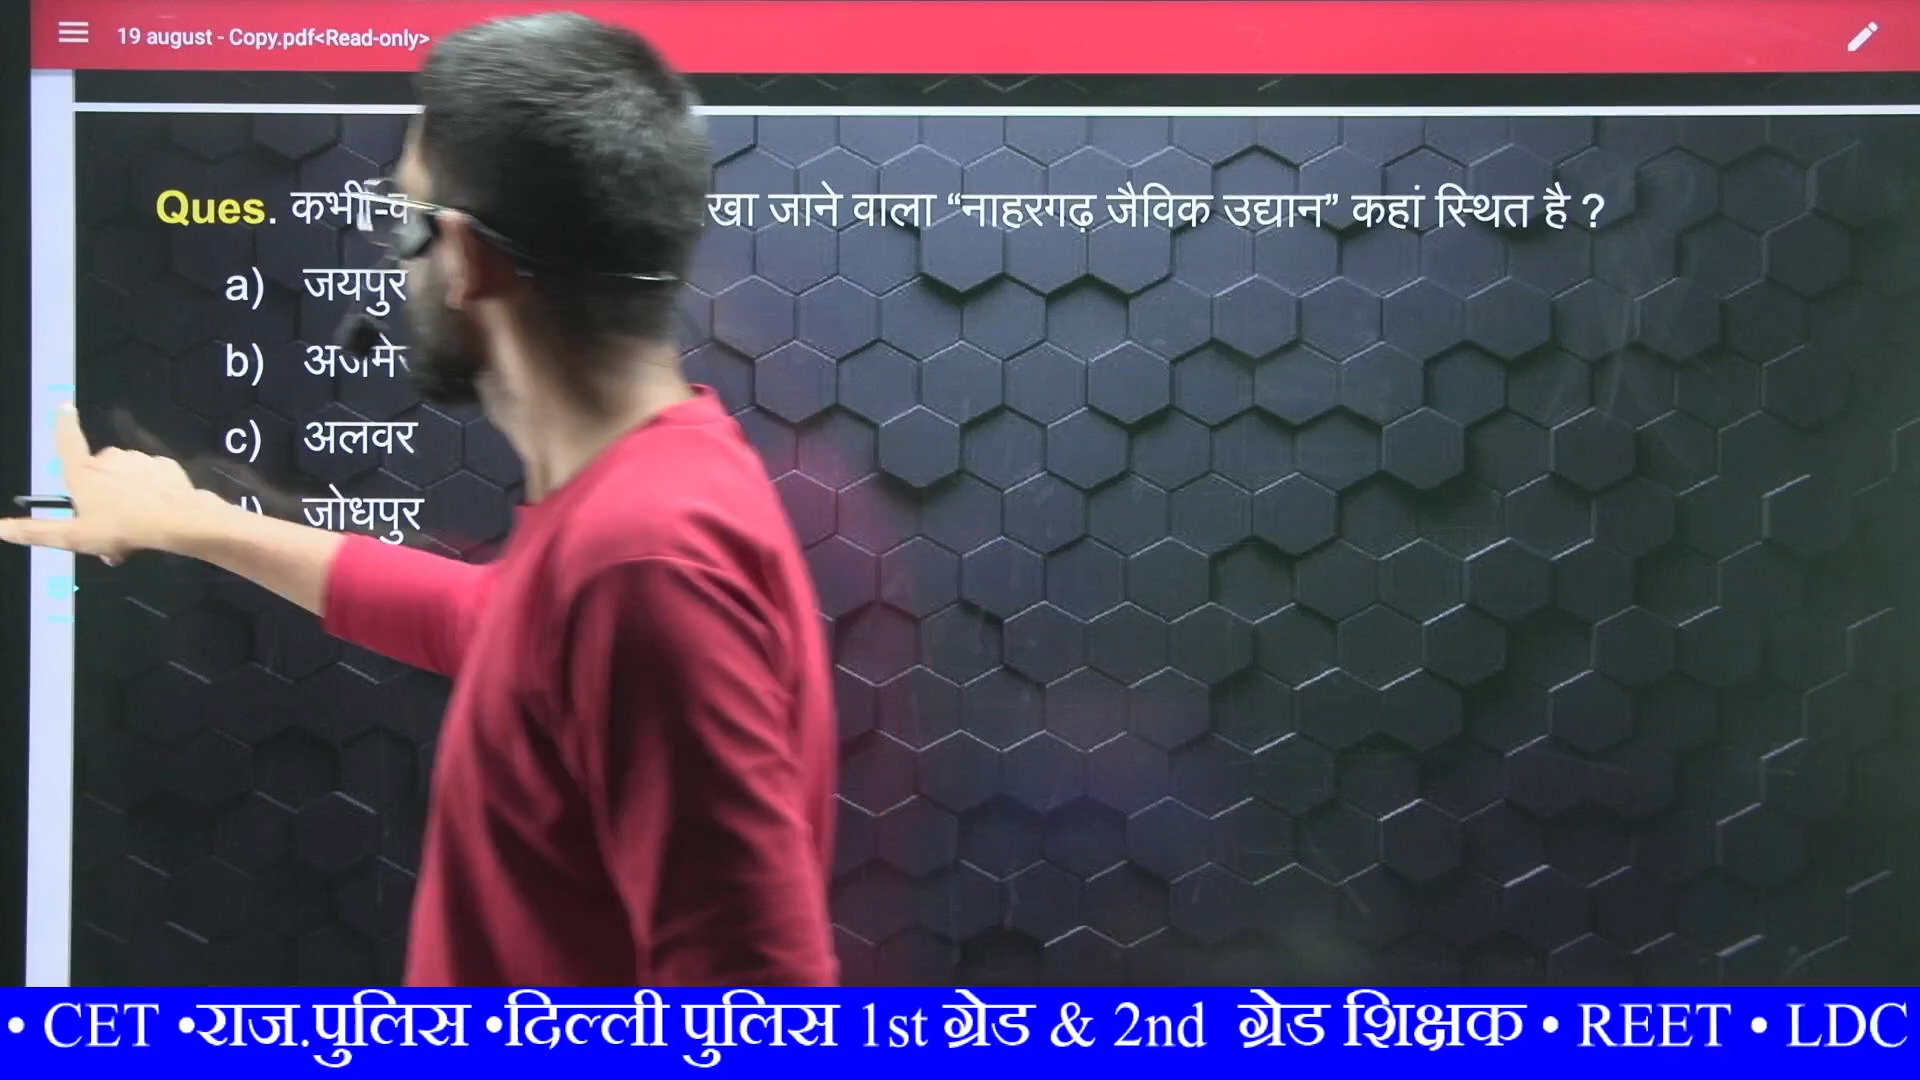 19 august - Copy.pdf<Read-only>
Ques. जाने वाला “नाहरगढ़ जैविक उद्यान” कहां स्थित है ?
a) जयपुर
b)
c) अलवर
जोधपुर
• CET •राज.पुलिस •दिल्ली पुलिस 1st ग्रेड & 2nd ग्रेड शिक्षक • REET • LDC